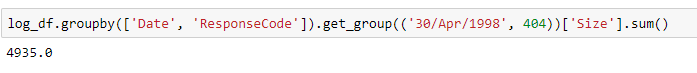 log_df.groupby(['Date', 'ResponseCode']).get_group(('30/Apr/1998', 404))['Size'].sum()
4935.0